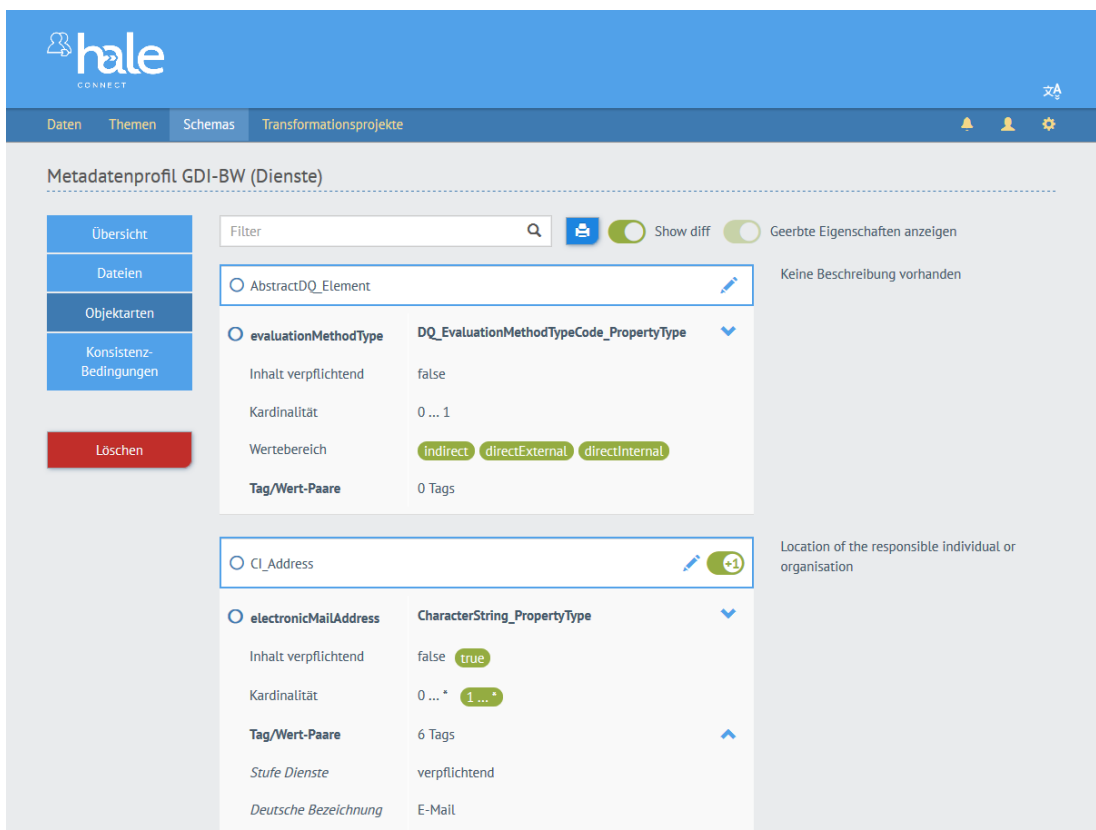 hale
CONNECT
Daten Themen Schemas Transformationsprojekte
Metadatenprofil GDI-BW (Dienste)
Übersicht
Dateien
Objektarten
Konsistenz-
Bedingungen
Löschen
Filter Show diff Geerbte Eigenschaften anzeigen
AbstractDQ_Element
Keine Beschreibung vorhanden
evaluationMethodType DQ_EvaluationMethodTypeCode_PropertyType
Inhalt verpflichtend false
Kardinalität 0 ... 1
Wertebereich indirect directExternal directInternal
Tag/Wert-Paare 0 Tags
CI_Address +1
Location of the responsible individual or
organisation
electronicMailAddress CharacterString_PropertyType
Inhalt verpflichtend false true
Kardinalität 0 ... * 1 ... *
Tag/Wert-Paare 6 Tags
Stufe Dienste verpflichtend
Deutsche Bezeichnung E-Mail